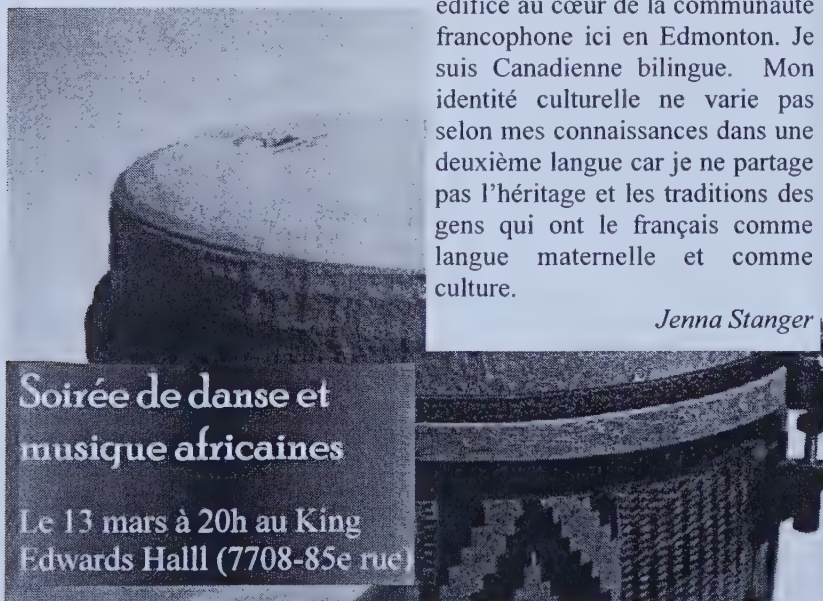 édifice au cœur de la communauté
francophone ici en Edmonton. Je
suis Canadienne bilingue. Mon
identité culturelle ne varie pas
selon mes connaissances dans une
deuxième langue car je ne partage
pas l'héritage et les traditions des
gens qui ont le français comme
langue maternelle et comme
culture.
Jenna Stanger
Soirée de danse et
musique africaines
Le 13 mars à 20h au King
Edwards Halll (7708-85e rue)